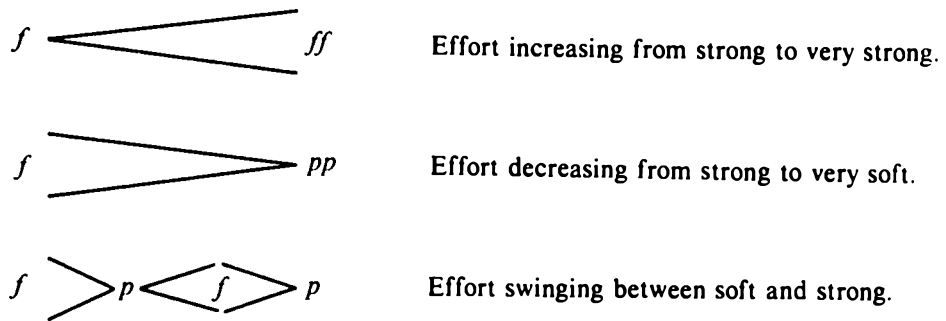 f ff Effort increasing from strong to very strong.
f pp Effort decreasing from strong to very soft.
f p f p Effort swinging between soft and strong.